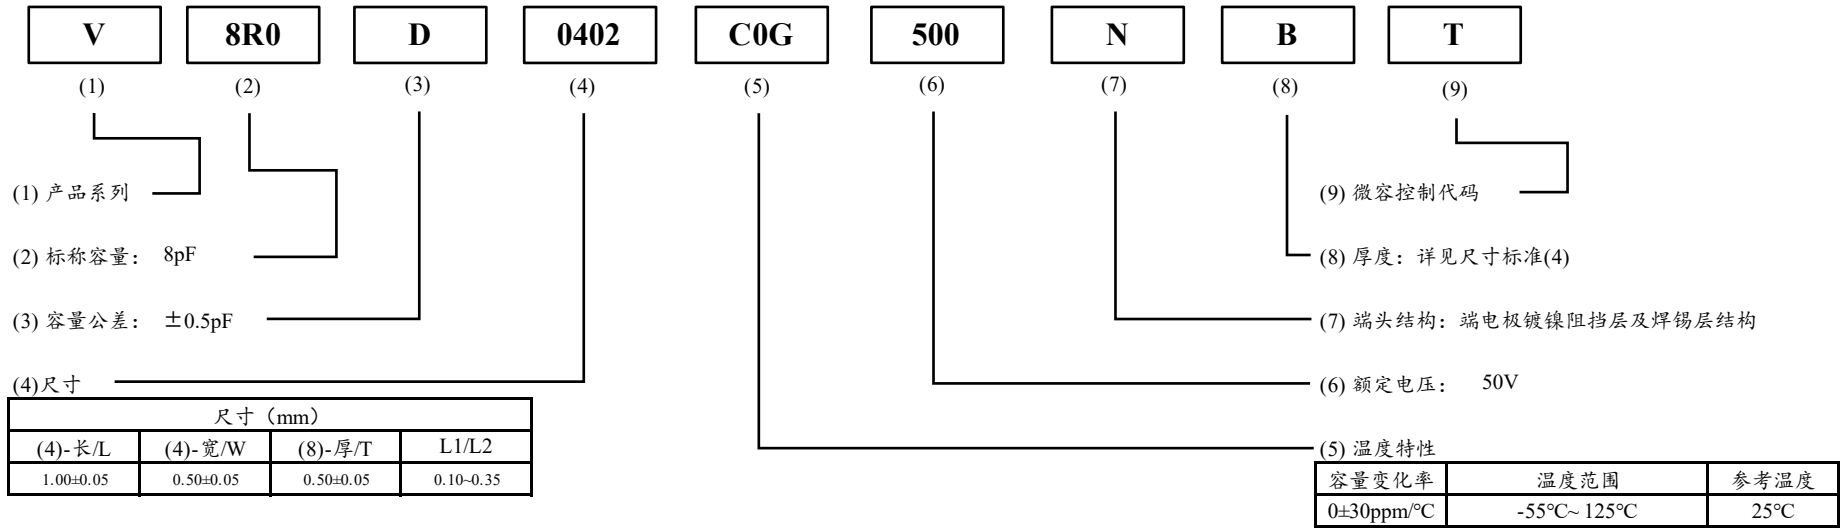 V 8R0 D 0402 C0G 500 N B T
(1) (2) (3) (4) (5) (6) (7) (8) (9)
(1) 产品系列
(9) 微容控制代码
(2) 标称容量： 8pF
(8) 厚度：详见尺寸标准(4)
(3) 容量公差： ±0.5pF
(7) 端头结构：端电极镀镍阻挡层及焊锡层结构
(4)尺寸
(6) 额定电压： 50V
尺寸（mm）
(4)-长/L (4)-宽/W (8)-厚/T L1/L2
1.00±0.05 0.50±0.05 0.50±0.05 0.10~0.35
(5) 温度特性
容量变化率 温度范围 参考温度
0±30ppm/°C -55°C~ 125°C 25°C